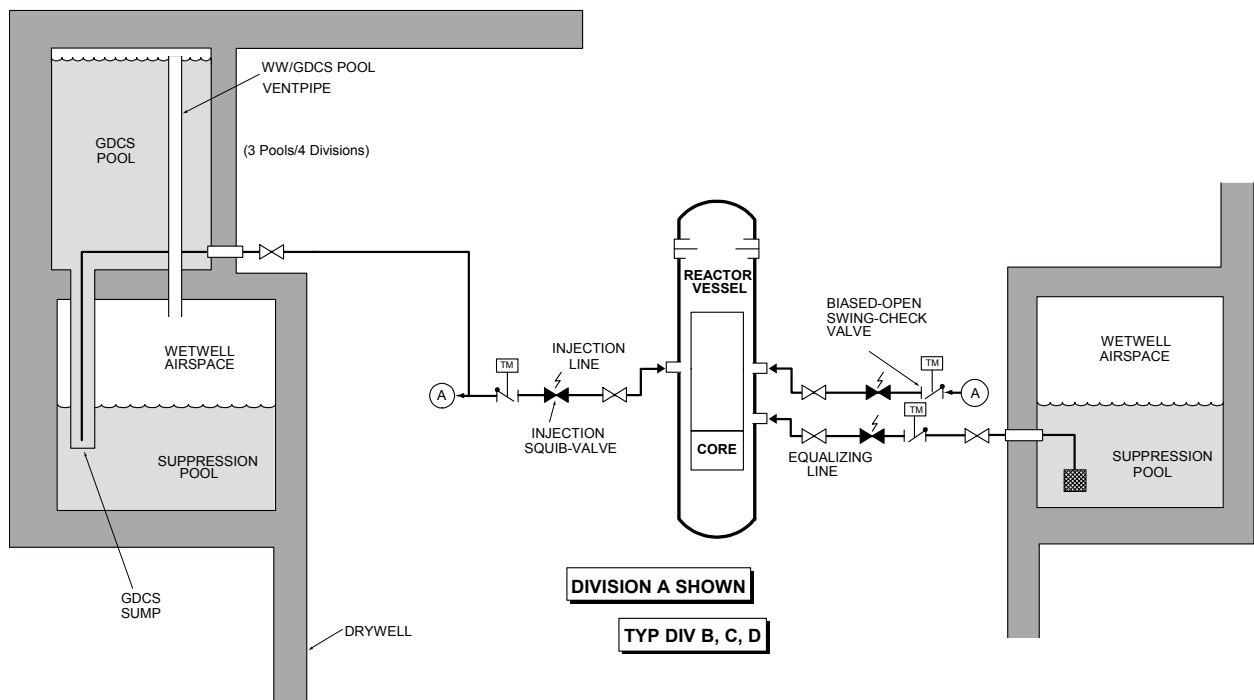 WW/GDCS POOL
VENTPIPE
GDCS
POOL
(3 Pools/4 Divisions)
REACTOR
VESSEL
BIASED-OPEN
SWING-CHECK
VALVE
WETWELL
AIRSPACE
INJECTION
LINE
TM
TM
TM
A
A
WETWELL
AIRSPACE
INJECTION
SQUIB-VALVE
CORE
EQUALIZING
LINE
SUPPRESSION
POOL
SUPPRESSION
POOL
GDCS
SUMP
DIVISION A SHOWN
TYP DIV B, C, D
DRYWELL